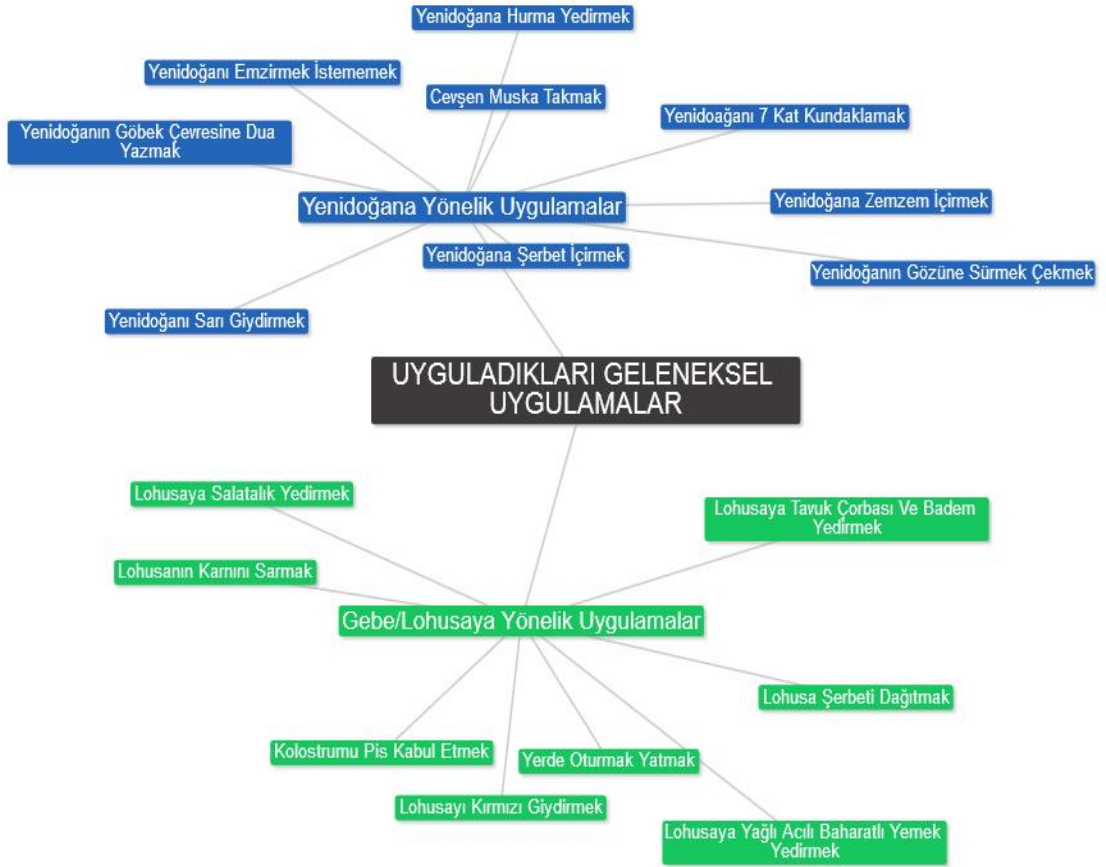 Yenidoğana Hurma Yedirmek
Yenidoğanı Emzirmek İstememek
Cevşen Muska Takmak
Yenidoağanı 7 Kat Kundaklamak
Yenidoğanın Göbek Çevresine Dua
Yazmak
Yenidoğana Yönelik Uygulamalar
Yenidoğana Zemzem İçirmek
Yenidoğana Şerbet İçirmek
Yenidoğanın Gözüne Sürmek Çekmek
Yenidoğanı Sarı Giydirmek
UYGULADIKLARI GELENEKSEL
UYGULAMALAR
Lohusaya Salatalık Yedirmek
Lohusaya Tavuk Çorbası Ve Badem
Yedirmek
Lohusanın Karnını Sarmak
Gebe/Lohusaya Yönelik Uygulamalar
Lohusa Şerbeti Dağıtmak
Kolostrumu Pis Kabul Etmek
Yerde Oturmak Yatmak
Lohusayı Kırmızı Giydirmek
Lohusaya Yağlı Acılı Baharatlı Yemek
Yedirmek